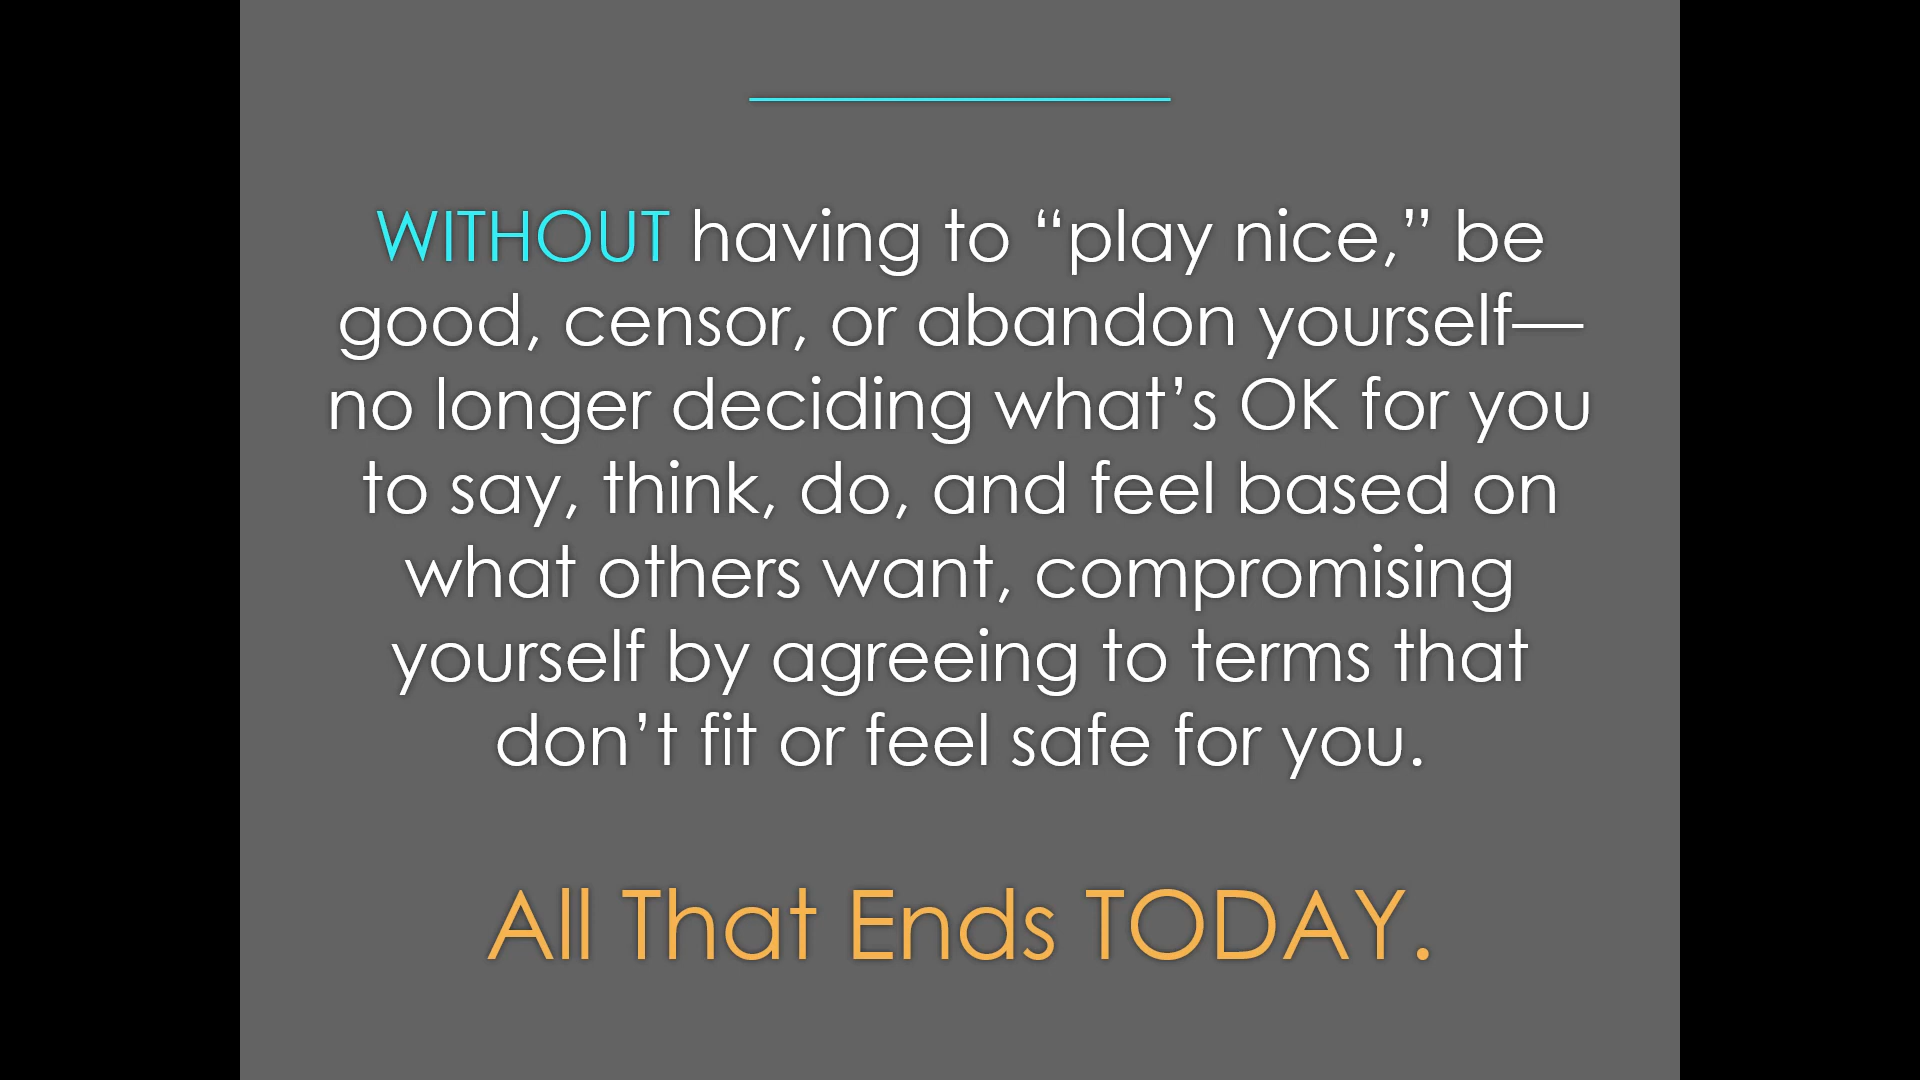 WITHOUT having to “play nice,” be
good, censor, or abandon yourself—
no longer deciding what’s OK for you
to say, think, do, and feel based on
what others want, compromising
yourself by agreeing to terms that
don’t fit or feel safe for you.
All That Ends TODAY.